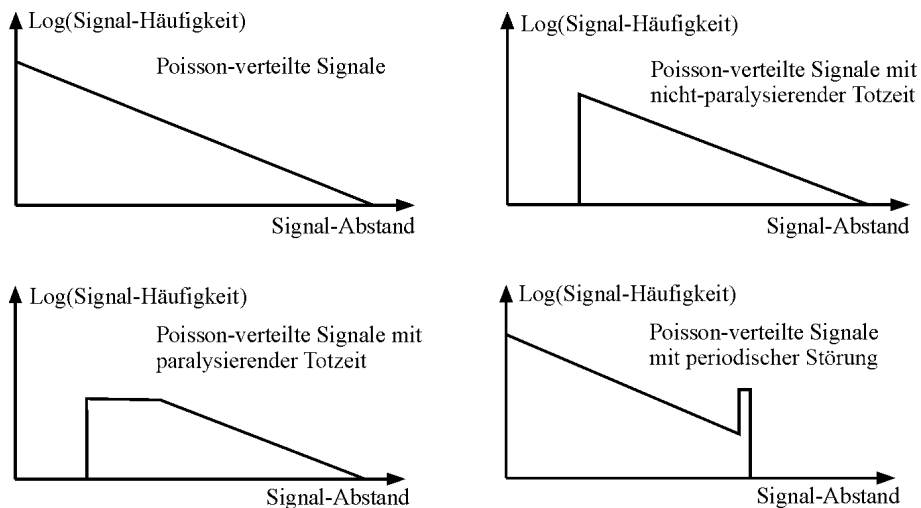 Log(Signal-Häufigkeit)
Poisson-verteilte Signale
Signal-Abstand
Log(Signal-Häufigkeit)
Poisson-verteilte Signale mit
nicht-paralysierender Totzeit
Signal-Abstand
Log(Signal-Häufigkeit)
Poisson-verteilte Signale mit
paralysierender Totzeit
Signal-Abstand
Log(Signal-Häufigkeit)
Poisson-verteilte Signale
mit periodischer Störung
Signal-Abstand